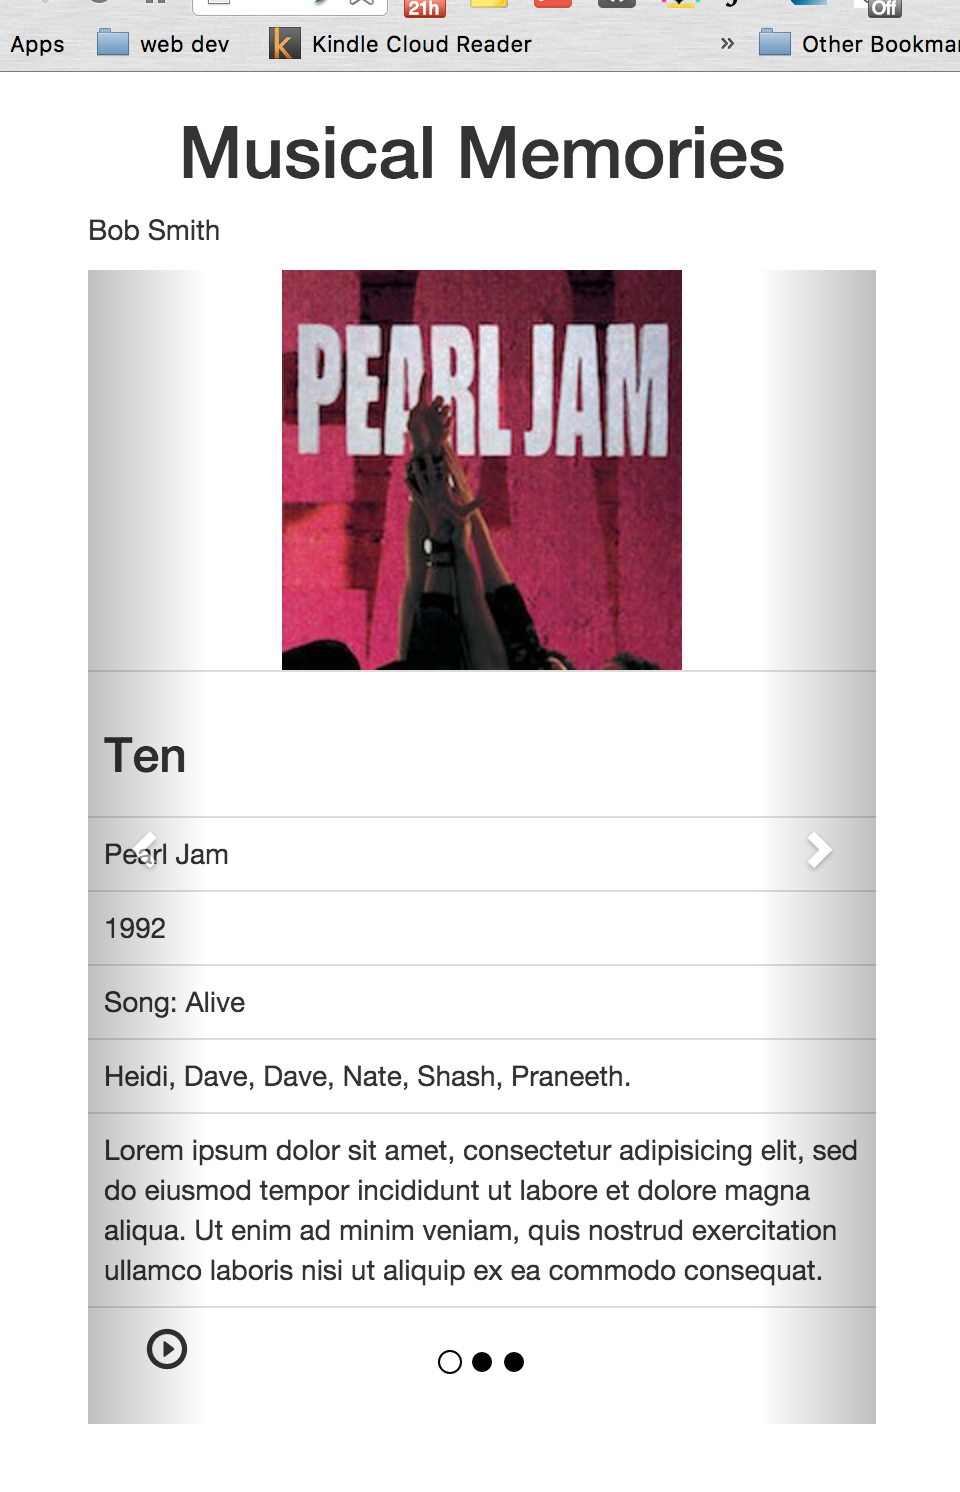 21h
Off
Apps
web dev
k
Kindle Cloud Reader
»
Other Bookmar
Musical Memories
Bob Smith
PEARL JAM
Ten
Pearl Jam
1992
Song: Alive
Heidi, Dave, Dave, Nate, Shash, Praneeth.
Lorem ipsum dolor sit amet, consectetur adipisicing elit, sed
do eiusmod tempor incididunt ut labore et dolore magna
aliqua. Ut enim ad minim veniam, quis nostrud exercitation
ullamco laboris nisi ut aliquip ex ea commodo consequat.